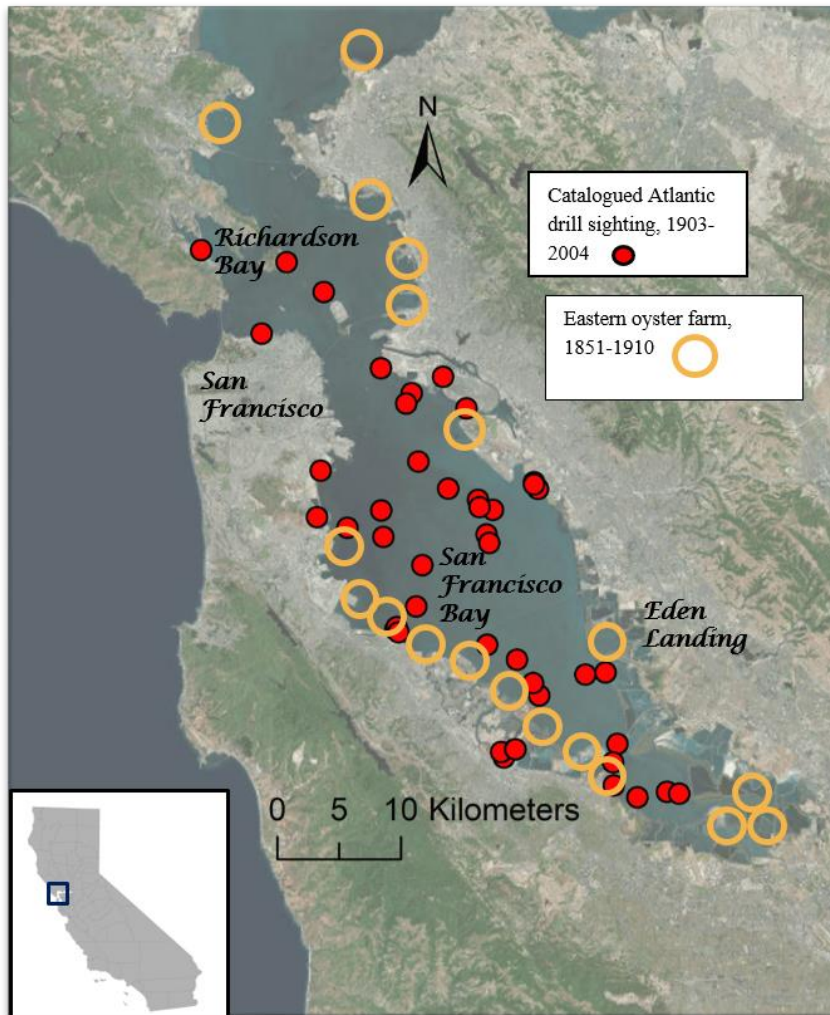 N
Catalogued Atlantic
drill sighting, 1903-
2004
Eastern oyster farm,
1851-1910
Richardson
Bay
San
Francisco
San
Francisco
Bay
Eden
Landing
0 5 10 Kilometers